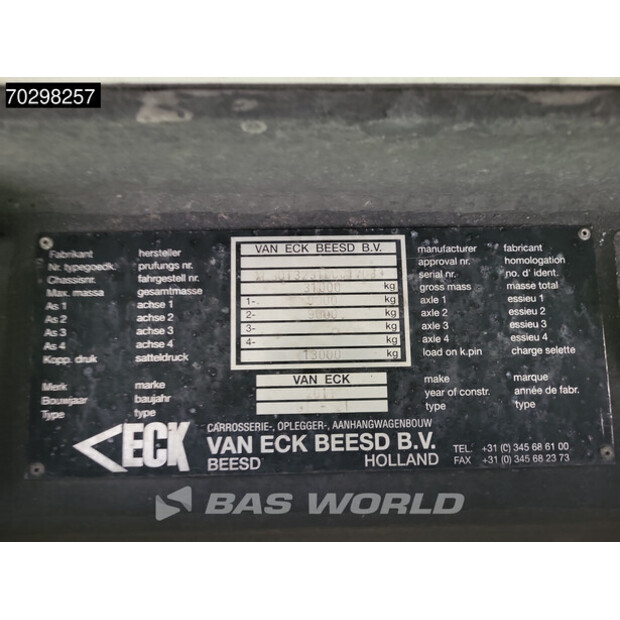 70298257
Fabrikant hersteller VAN ECK BEESD B.V. manufacturer fabricant
Nr. typegoedk. prufungs nr. approval nr. homologation
Chassisnr. fahrgestell nr. serial nr. no. d' ident.
Max. massa gesamtmasse 31000 kg gross mass masse total
As 1 achse 1 1- kg axle 1 essieu 1
As 2 achse 2 2- 9000 kg axle 2 essieu 2
As 3 achse 3 3- kg axle 3 essieu 3
As 4 achse 4 4- kg axle 4 essieu 4
Kopp. druk satteldruck 13000 kg load on k.pin charge selette
Merk marke VAN ECK make marque
Bouwjaar baujahr year of constr. année de fabr.
Type type type type
ECK
CARROSSERIE-, OPLEGGER-, AANHANGWAGENBOUW
VAN ECK BEESD B.V. TEL. +31 (0) 345 68 61 00
BEESD HOLLAND FAX +31 (0) 345 68 23 73
BAS WORLD